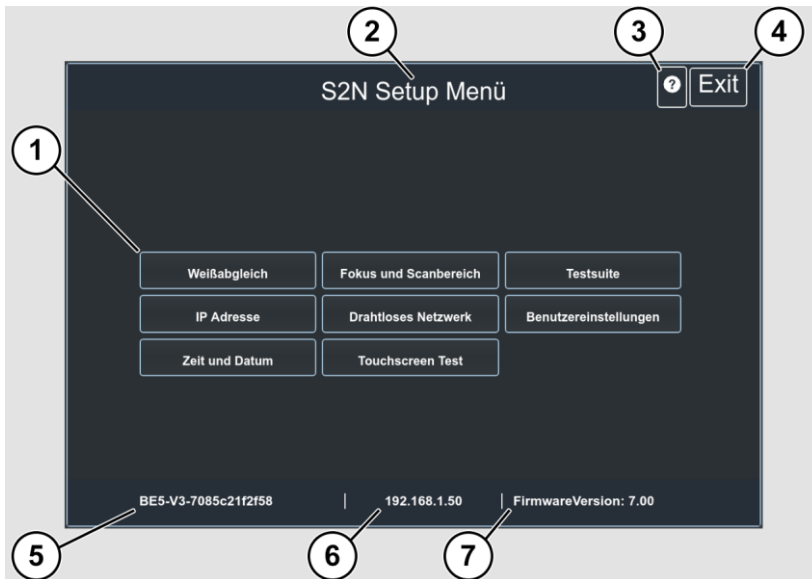 2 3 4
S2N Setup Menü ? Exit
1
Weißabgleich Fokus und Scanbereich Testsuite
IP Adresse Drahtloses Netzwerk Benutzereinstellungen
Zeit und Datum Touchscreen Test
BE5-V3-7085c21f2f58 | 192.168.1.50 | FirmwareVersion: 7.00
5 6 7